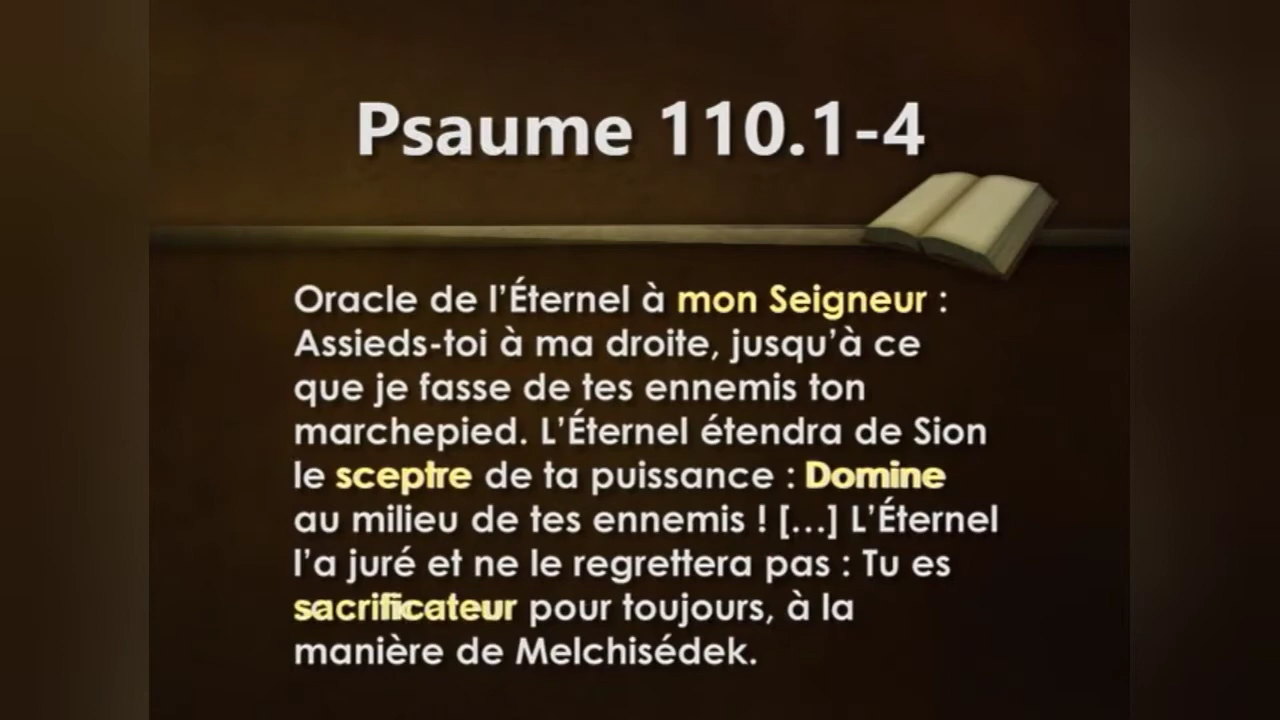 Psaume 110.1-4
Oracle de l’Éternel à mon Seigneur :
Assieds-toi à ma droite, jusqu’à ce
que je fasse de tes ennemis ton
marchepied. L’Éternel étendra de Sion
le sceptre de ta puissance : Domine
au milieu de tes ennemis ! [...] L’Éternel
l’a juré et ne le regrettera pas : Tu es
sacrificateur pour toujours, à la
manière de Melchisédek.